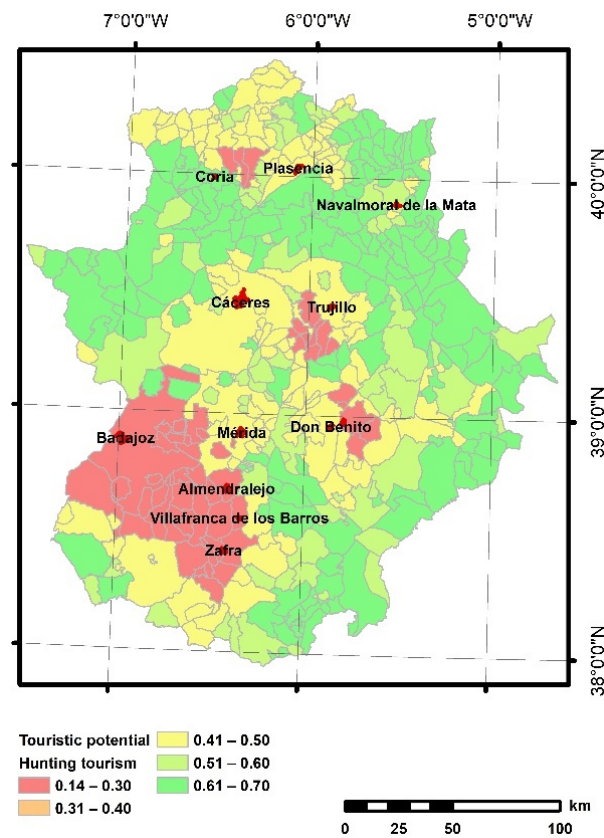 7°0'0"W 6°0'0"W 5°0'0"W
Plasencia
Coria
40°0'0"N
Navalmoral de la Mata
Cáceres
Trujillo
39°0'0"N
Badajoz
Mérida
Don Benito
Almendralejo
Villafranca de los Barros
Zafra
38°0'0"N
Touristic potential
Hunting tourism
0.14 – 0.30
0.31 – 0.40
0.41 – 0.50
0.51 – 0.60
0.61 – 0.70
km
0 25 50 100